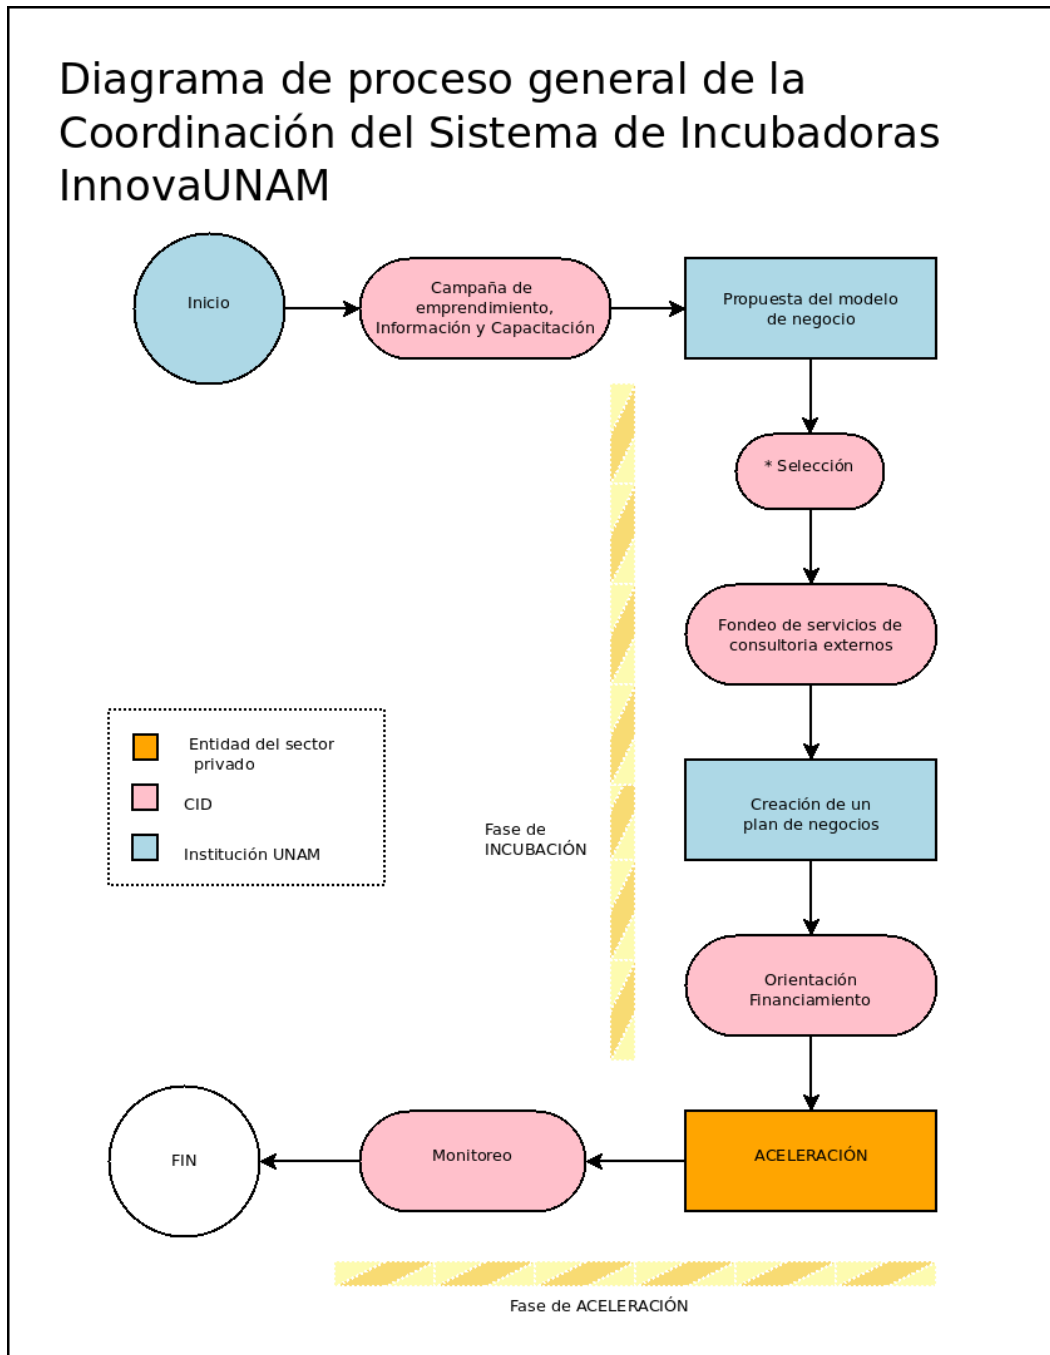 Diagrama de proceso general de la
Coordinación del Sistema de Incubadoras
InnovaUNAM
Inicio
Campaña de
emprendimiento,
Información y Capacitación
Propuesta del modelo
de negocio
* Selección
Fondeo de servicios de
consultoria externos
Entidad del sector
privado
CID
Institución UNAM
Fase de
INCUBACIÓN
Creación de un
plan de negocios
Orientación
Financiamiento
FIN
Monitoreo
ACELERACIÓN
Fase de ACELERACIÓN